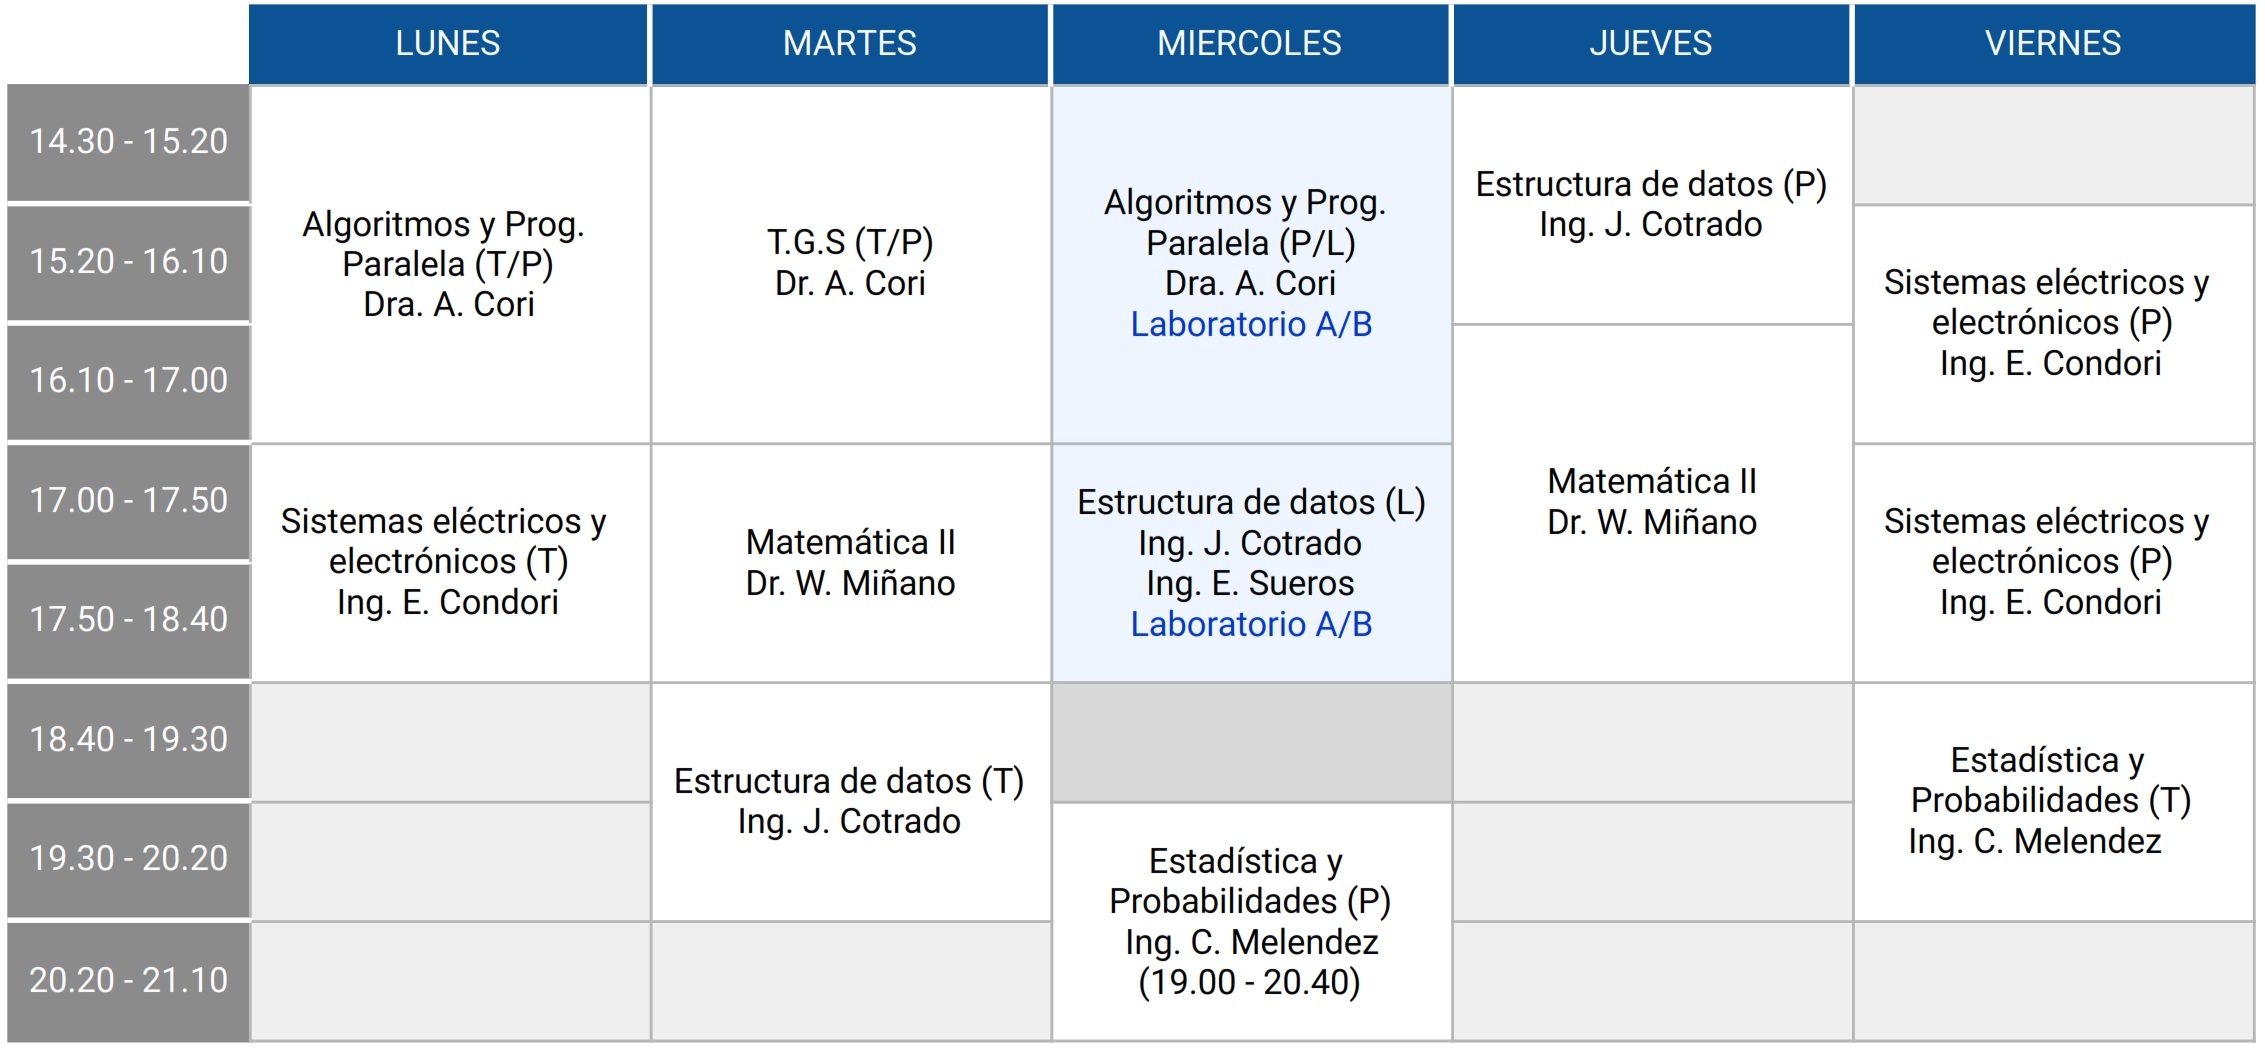 LUNES
MARTES
MIERCOLES
JUEVES
VIERNES
14.30 - 15.20
15.20 - 16.10
16.10 - 17.00
17.00 - 17.50
17.50 - 18.40
18.40 - 19.30
19.30 - 20.20
20.20 - 21.10
Algoritmos y Prog.
Paralela (T/P)
Dra. A. Cori
Sistemas eléctricos y
electrónicos (T)
Ing. E. Condori
T.G.S (T/P)
Dr. A. Cori
Matemática II
Dr. W. Miñano
Estructura de datos (T)
Ing. J. Cotrado
Algoritmos y Prog.
Paralela (P/L)
Dra. A. Cori
Laboratorio A/B
Estructura de datos (L)
Ing. J. Cotrado
Ing. E. Sueros
Laboratorio A/B
Estadística y
Probabilidades (P)
Ing. C. Melendez
(19.00 - 20.40)
Estructura de datos (P)
Ing. J. Cotrado
Matemática II
Dr. W. Miñano
Sistemas eléctricos y
electrónicos (P)
Ing. E. Condori
Sistemas eléctricos y
electrónicos (P)
Ing. E. Condori
Estadística y
Probabilidades (T)
Ing. C. Melendez